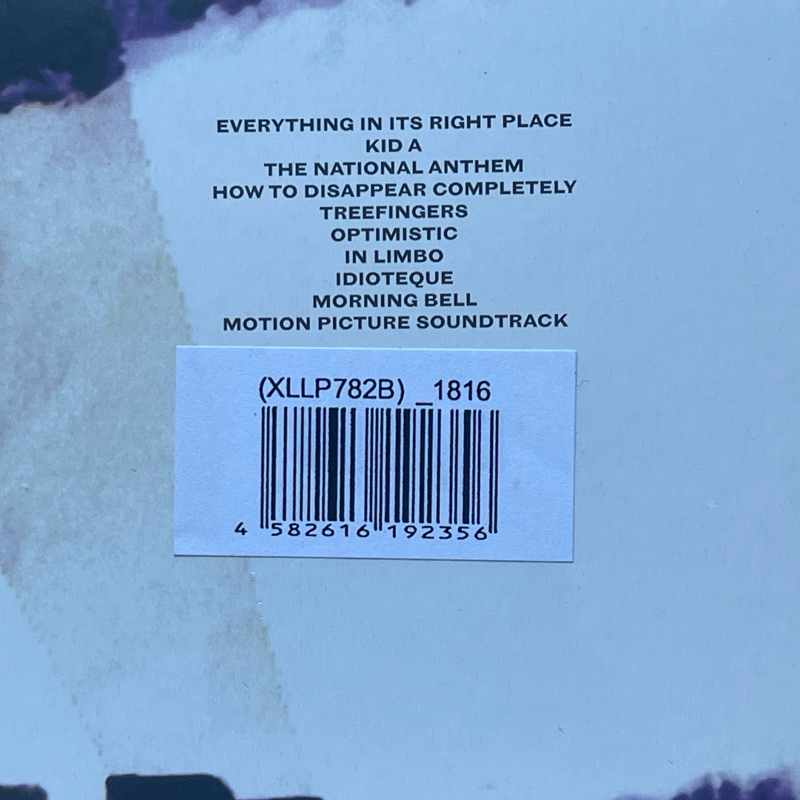 EVERYTHING IN ITS RIGHT PLACE
KID A
THE NATIONAL ANTHEM
HOW TO DISAPPEAR COMPLETELY
TREEFINGERS
OPTIMISTIC
IN LIMBO
IDIOTEQUE
MORNING BELL
MOTION PICTURE SOUNDTRACK
(XLLP782B) _1816
4 582616 192356